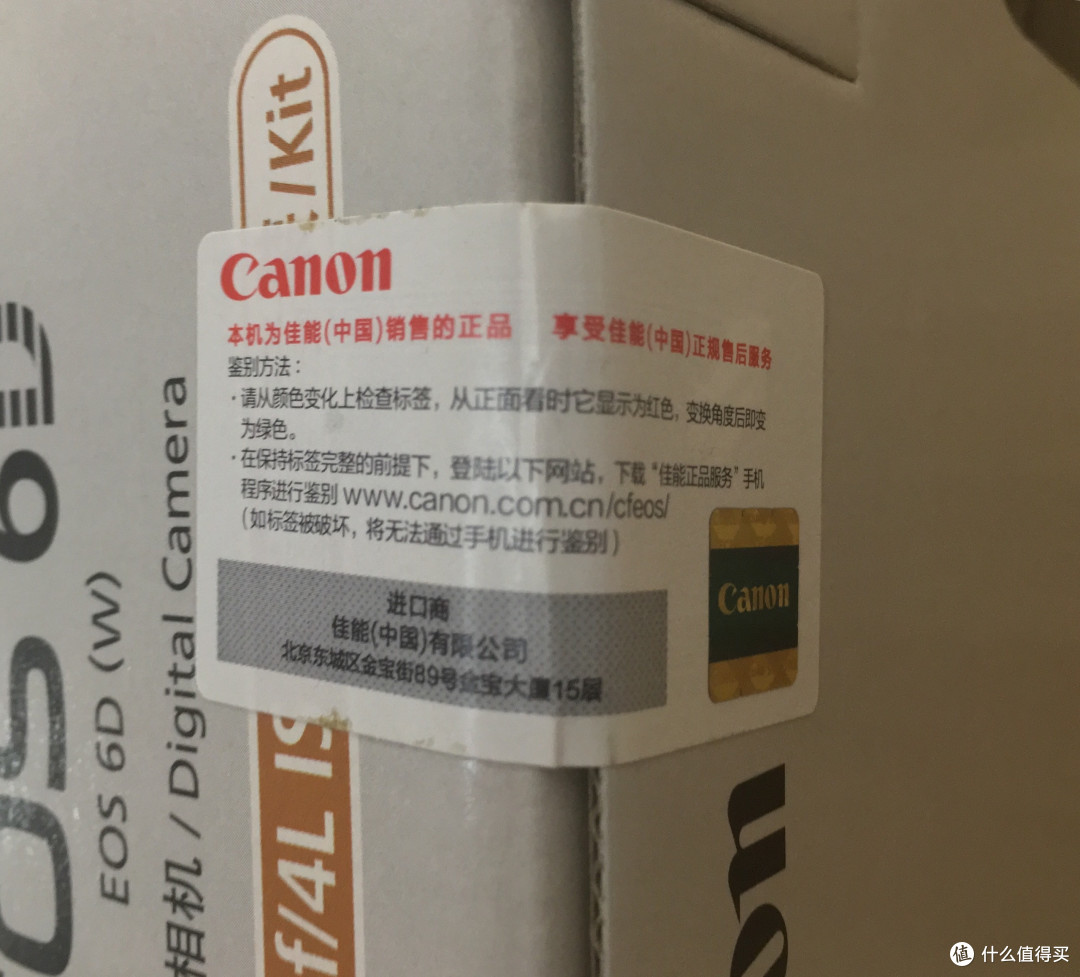 /Kit
Canon
本机为佳能(中国)销售的正品 享受佳能(中国)正规售后服务
鉴别方法：
·请从颜色变化上检查标签，从正面看时它显示为红色，变换角度后即变
为绿色。
·在保持标签完整的前提下，登陆以下网站，下载“佳能正品服务”手机
程序进行鉴别 www.canon.com.cn/cfeos/
(如标签被破坏，将无法通过手机进行鉴别)
进口商
佳能(中国)有限公司
北京东城区金宝街89号金宝大厦15层
Canon
OS 6D
EOS 6D (W)
相机 / Digital Camera
f/4L IS
on
值 什么值得买